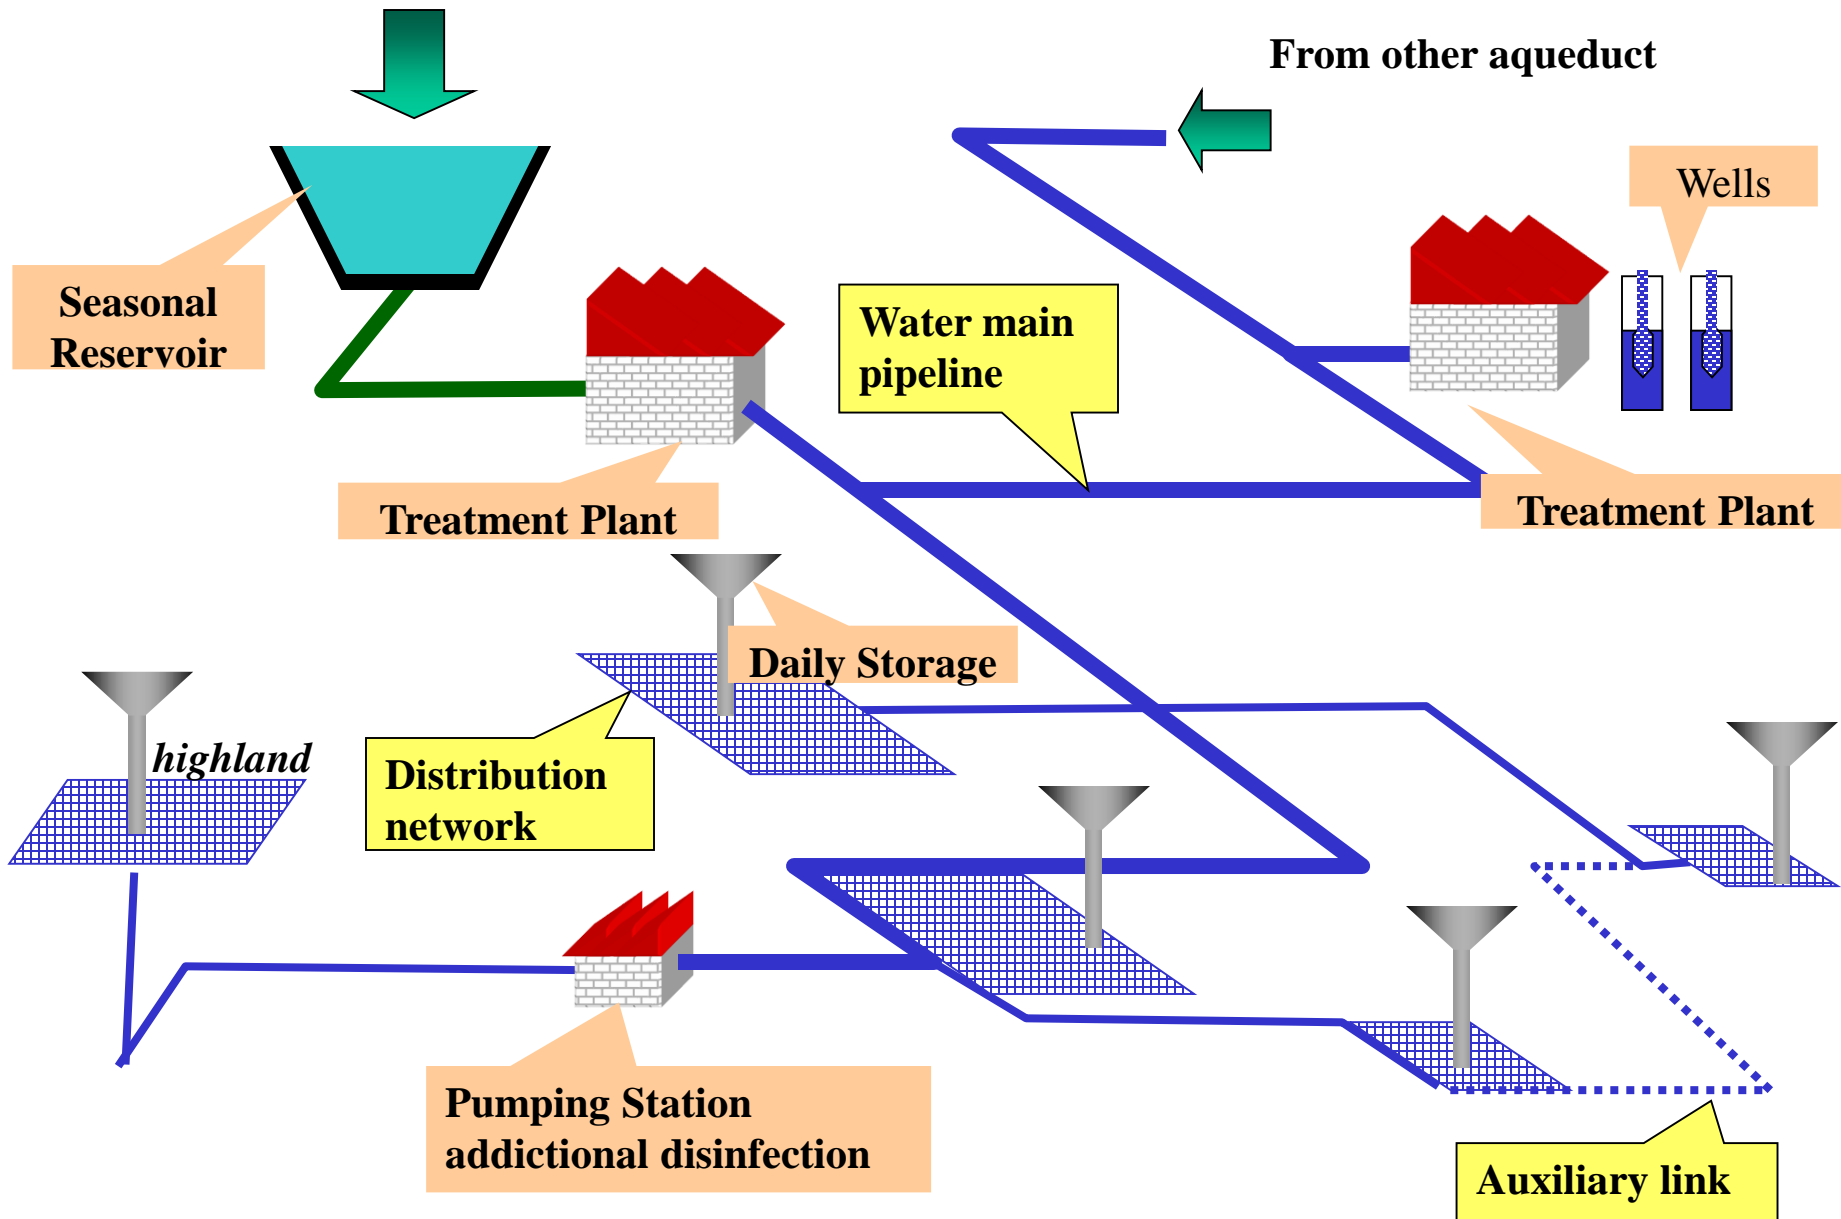 From other aqueduct
Wells
Seasonal
Reservoir
Water main
pipeline
Treatment Plant
Treatment Plant
Daily Storage
highland
Distribution
network
Pumping Station
addictional disinfection
Auxiliary link